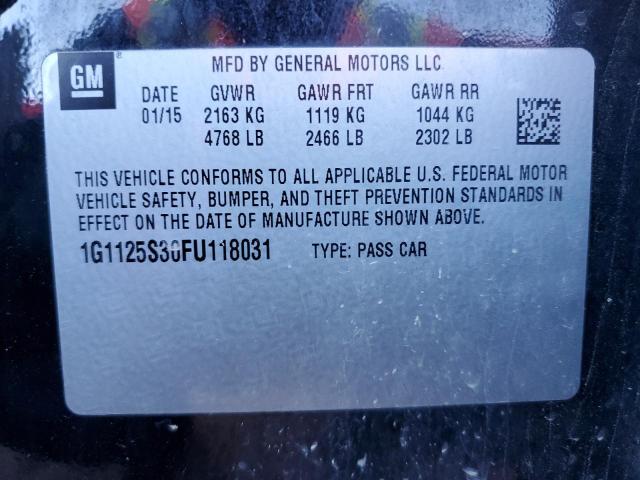 GM ®
MFD BY GENERAL MOTORS LLC
DATE GVWR GAWR FRT GAWR RR
01/15 2163 KG 1119 KG 1044 KG
4768 LB 2466 LB 2302 LB
THIS VEHICLE CONFORMS TO ALL APPLICABLE U.S. FEDERAL MOTOR
VEHICLE SAFETY, BUMPER, AND THEFT PREVENTION STANDARDS IN
EFFECT ON THE DATE OF MANUFACTURE SHOWN ABOVE.
1G1125S30FU118031 TYPE: PASS CAR